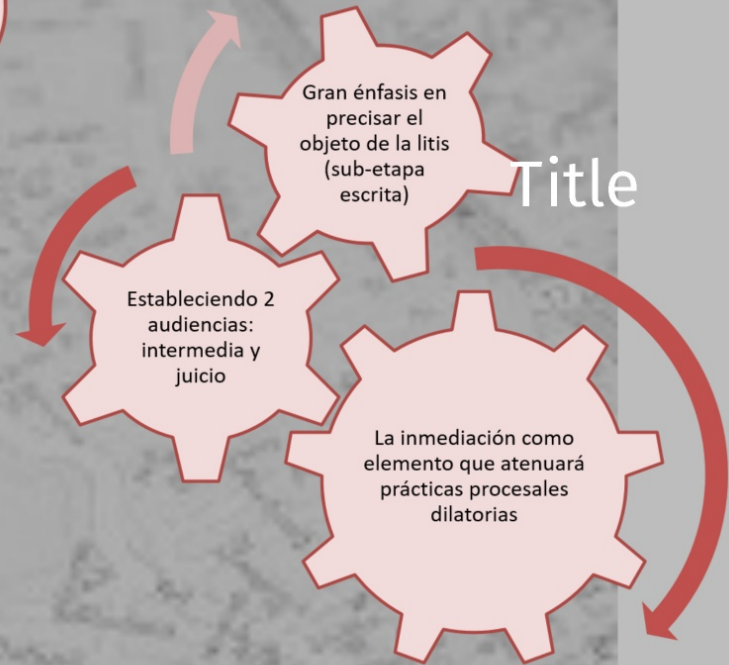 Gran énfasis en
precisar el
objeto de la litis
(sub-etapa
escrita)
Title
Estableciendo 2
audiencias:
intermedia y
juicio
La inmediación como
elemento que atenuará
prácticas procesales
dilatorias